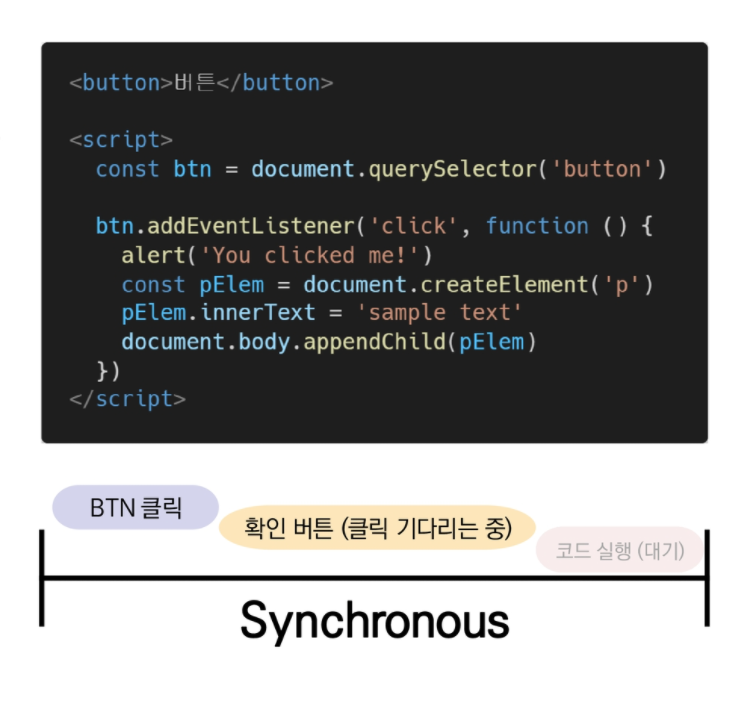 <button>버튼</button>
<script>
const btn = document.querySelector('button')
btn.addEventListener('click', function () {
alert('You clicked me!')
const pElem = document.createElement('p')
pElem.innerText = 'sample text'
document.body.appendChild(pElem)
})
</script>
BTN 클릭
확인 버튼 (클릭 기다리는 중)
코드 실행 (대기)
Synchronous